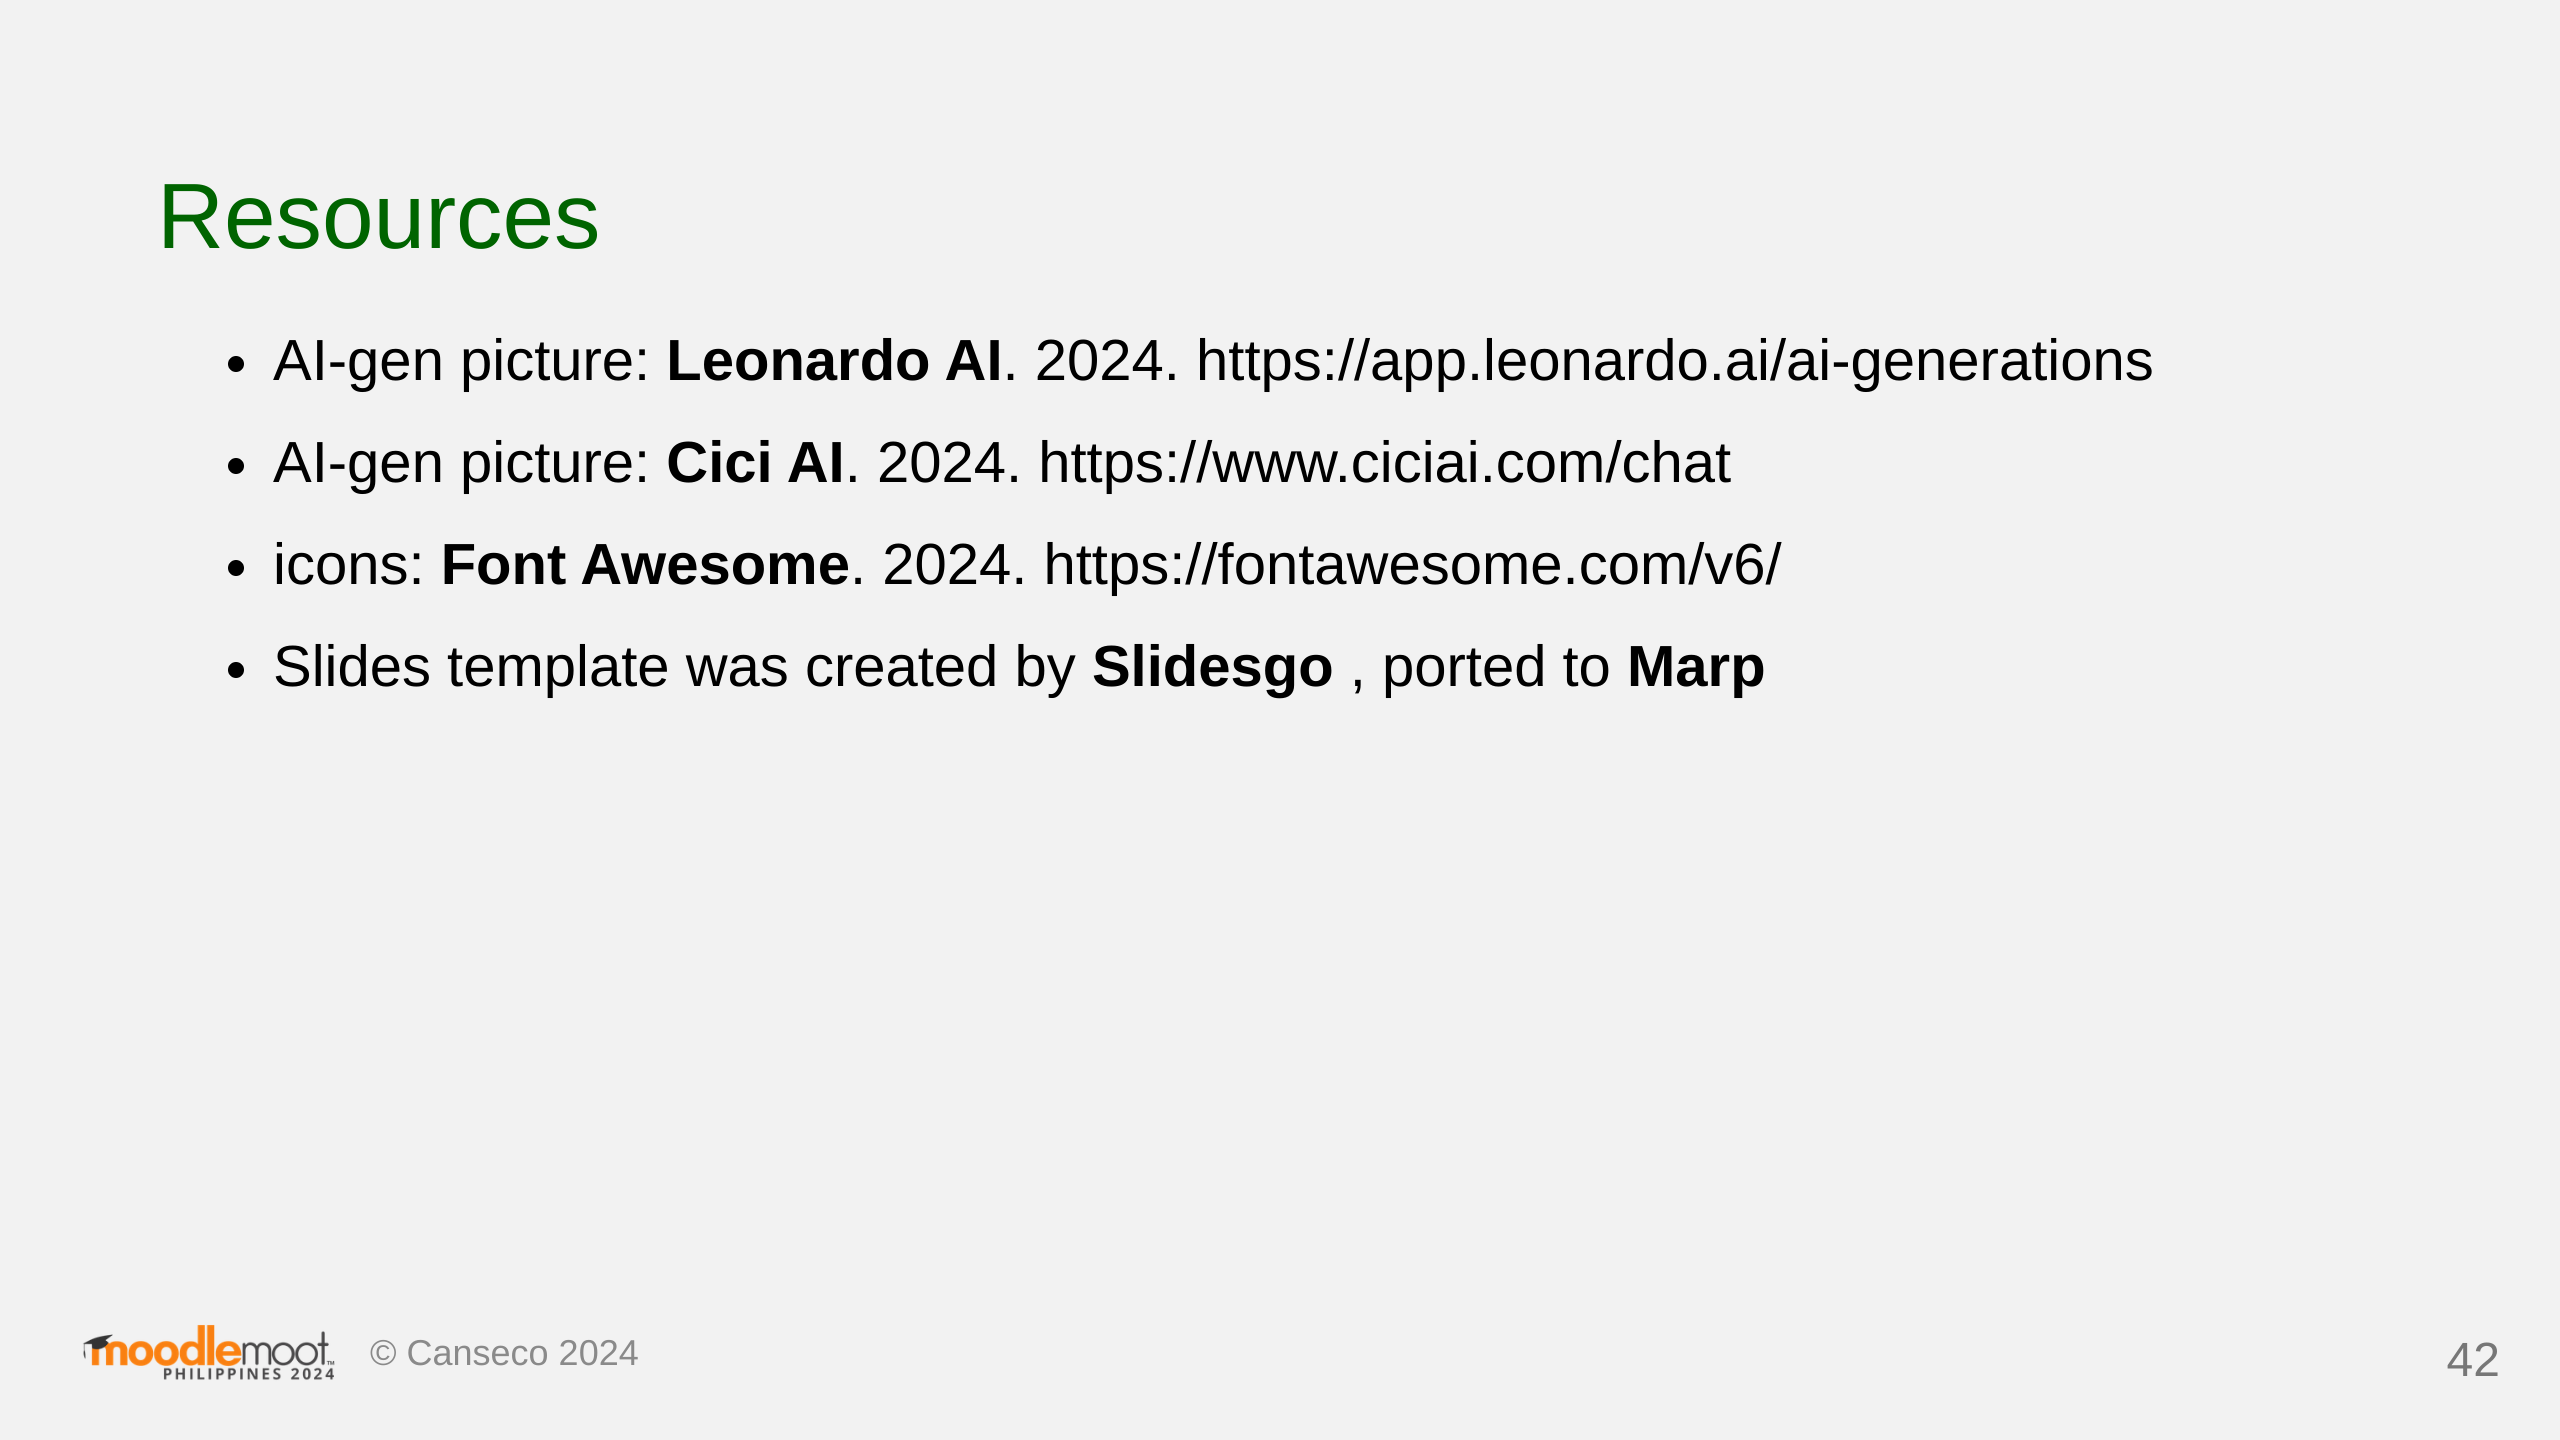 Resources
• AI-gen picture: Leonardo AI. 2024. https://app.leonardo.ai/ai-generations
• AI-gen picture: Cici AI. 2024. https://www.ciciai.com/chat
• icons: Font Awesome. 2024. https://fontawesome.com/v6/
• Slides template was created by Slidesgo , ported to Marp
moodlemoot™
PHILIPPINES 2024
© Canseco 2024
42